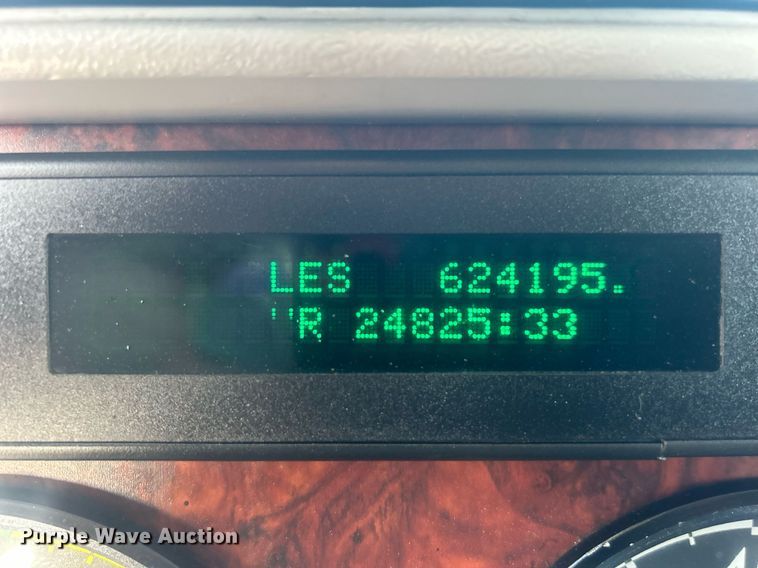 LES 624195.
"R 24825:33
Purple Wave Auction